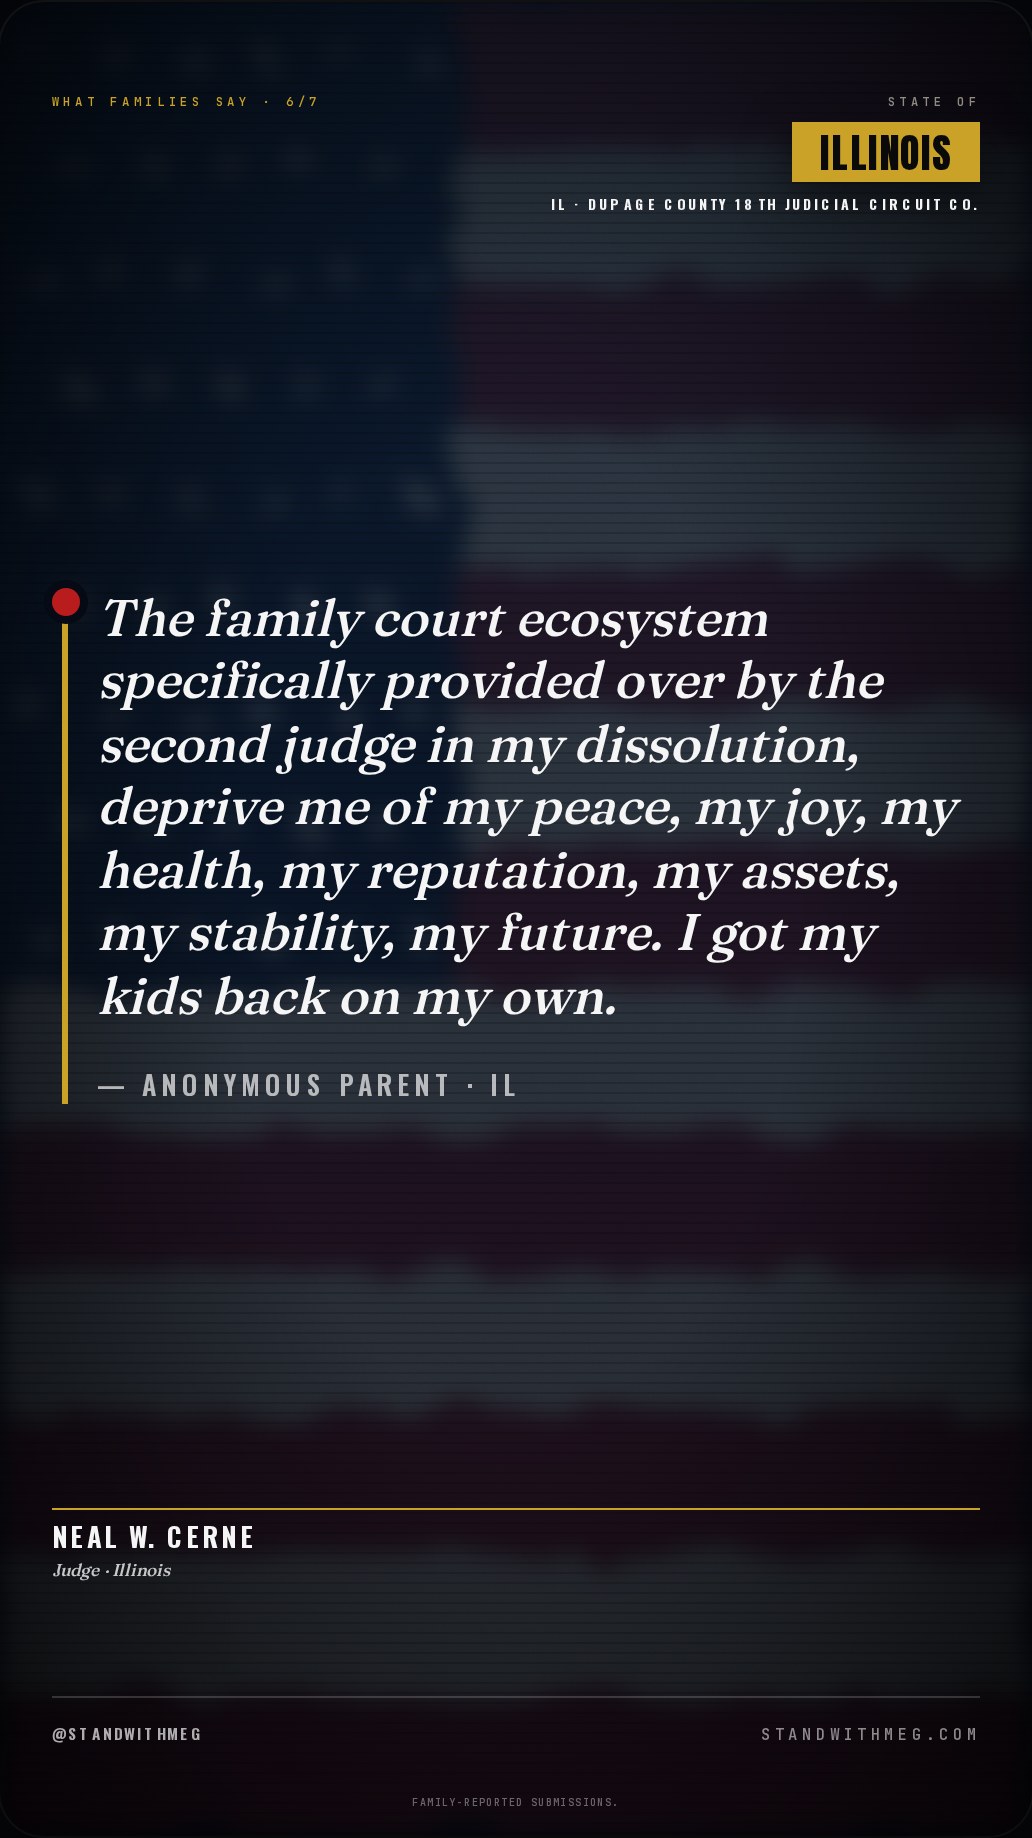 WHAT FAMILIES SAY · 6/7
STATE OF
ILLINOIS
IL · DUPAGE COUNTY 18TH JUDICIAL CIRCUIT CO.
The family court ecosystem
specifically provided over by the
second judge in my dissolution,
deprive me of my peace, my joy, my
health, my reputation, my assets,
my stability, my future. I got my
kids back on my own.
— ANONYMOUS PARENT · IL
NEAL W. CERNE
Judge · Illinois
@STANDWITHMEG
STANDWITHMEG.COM
FAMILY-REPORTED SUBMISSIONS.